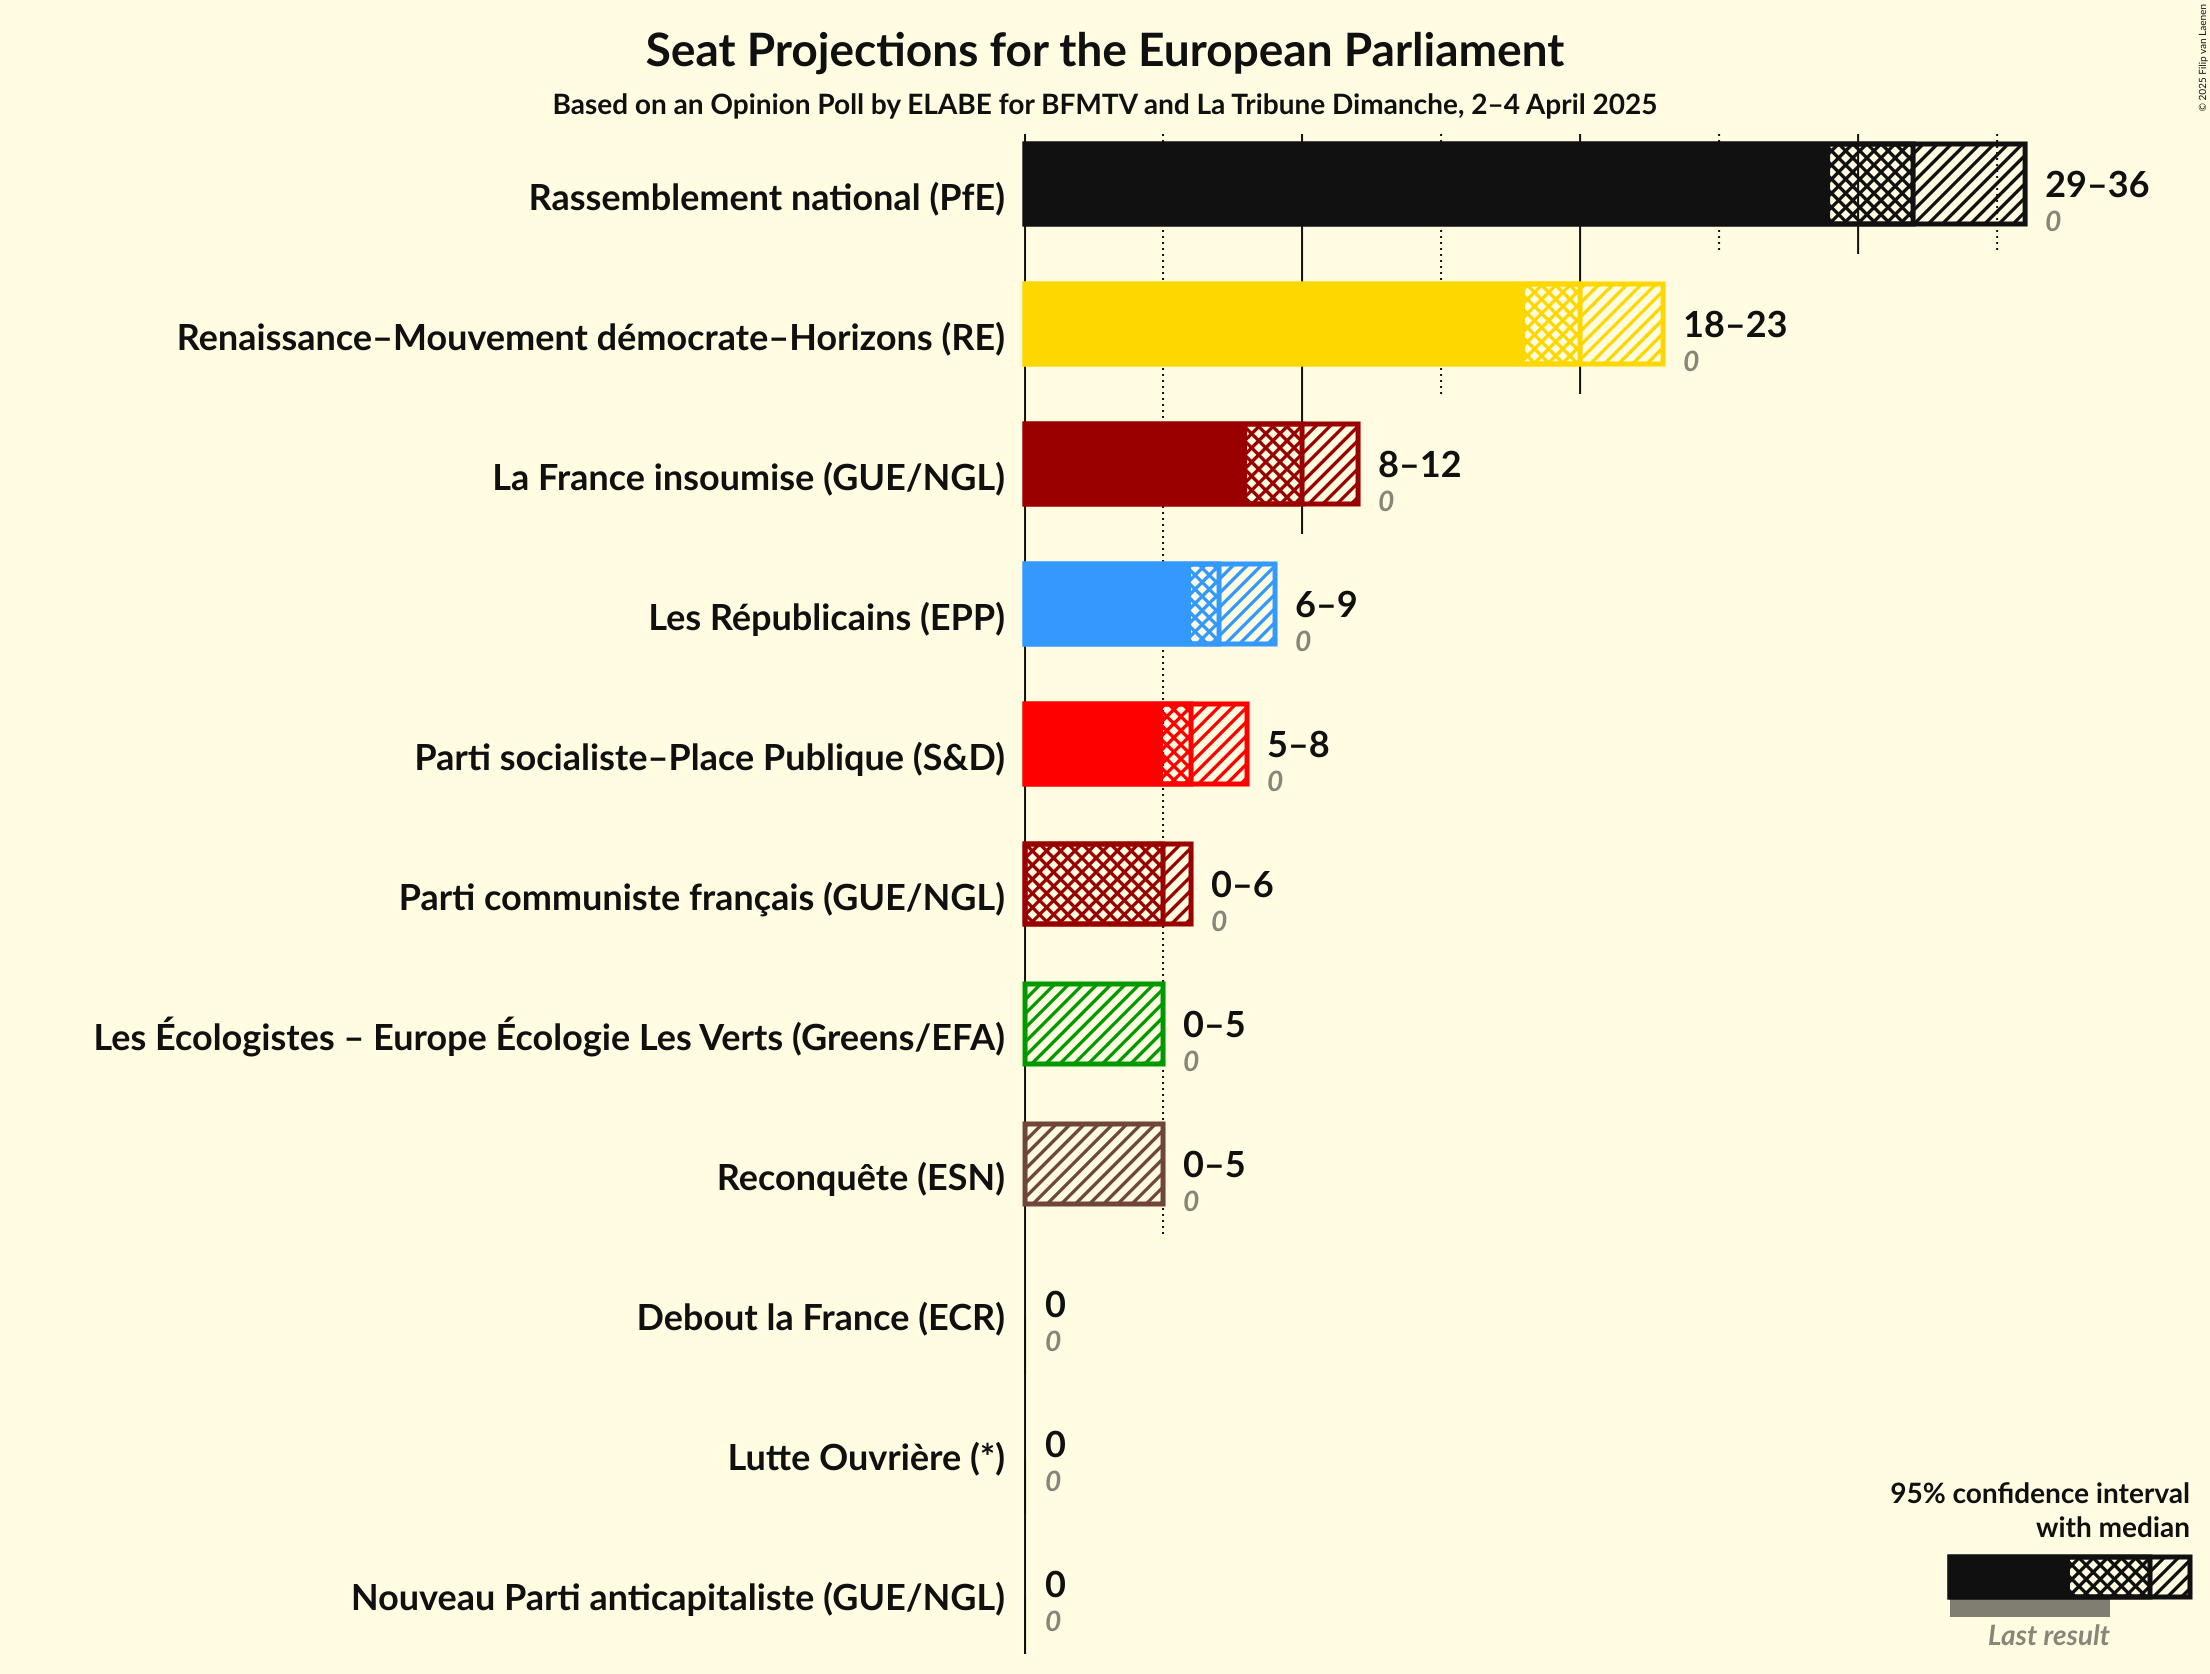 Seat Projections for the European Parliament
Based on an Opinion Poll by ELABE for BFMTV and La Tribune Dimanche, 2–4 April 2025
© 2025 Filip van Laenen
Rassemblement national (PfE)
29–36
0
Renaissance–Mouvement démocrate–Horizons (RE)
18–23
0
La France insoumise (GUE/NGL)
8–12
0
Les Républicains (EPP)
6–9
0
Parti socialiste–Place Publique (S&D)
5–8
0
Parti communiste français (GUE/NGL)
0–6
0
Les Écologistes – Europe Écologie Les Verts (Greens/EFA)
0–5
0
Reconquête (ESN)
0–5
0
Debout la France (ECR)
0
0
Lutte Ouvrière (*)
0
0
Nouveau Parti anticapitaliste (GUE/NGL)
0
0
95% confidence interval
with median
Last result